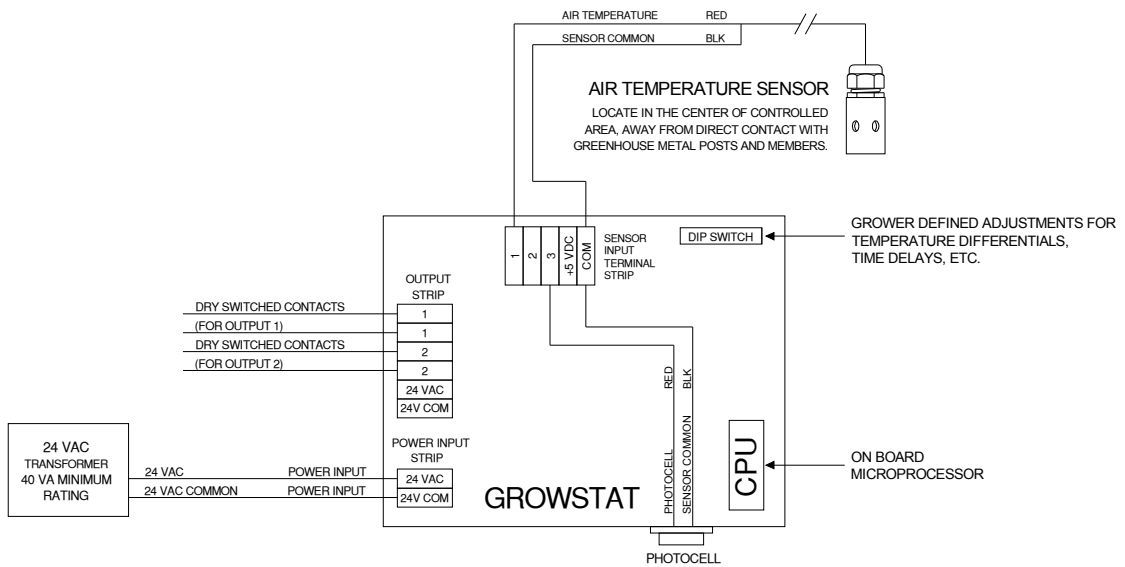 AIR TEMPERATURE RED
SENSOR COMMON BLK
AIR TEMPERATURE SENSOR
LOCATE IN THE CENTER OF CONTROLLED
AREA, AWAY FROM DIRECT CONTACT WITH
GREENHOUSE METAL POSTS AND MEMBERS.
1
2
3
+5 VDC
COM
SENSOR
INPUT
TERMINAL
STRIP
DIP SWITCH
GROWER DEFINED ADJUSTMENTS FOR
TEMPERATURE DIFFERENTIALS,
TIME DELAYS, ETC.
OUTPUT
STRIP
DRY SWITCHED CONTACTS
(FOR OUTPUT 1)
DRY SWITCHED CONTACTS
(FOR OUTPUT 2)
1
1
2
2
24 VAC
24V COM
24 VAC
TRANSFORMER
40 VA MINIMUM
RATING
24 VAC POWER INPUT
24 VAC COMMON POWER INPUT
POWER INPUT
STRIP
24 VAC
24V COM
GROWSTAT
PHOTOCELL RED
SENSOR COMMON BLK
CPU
ON BOARD
MICROPROCESSOR
PHOTOCELL